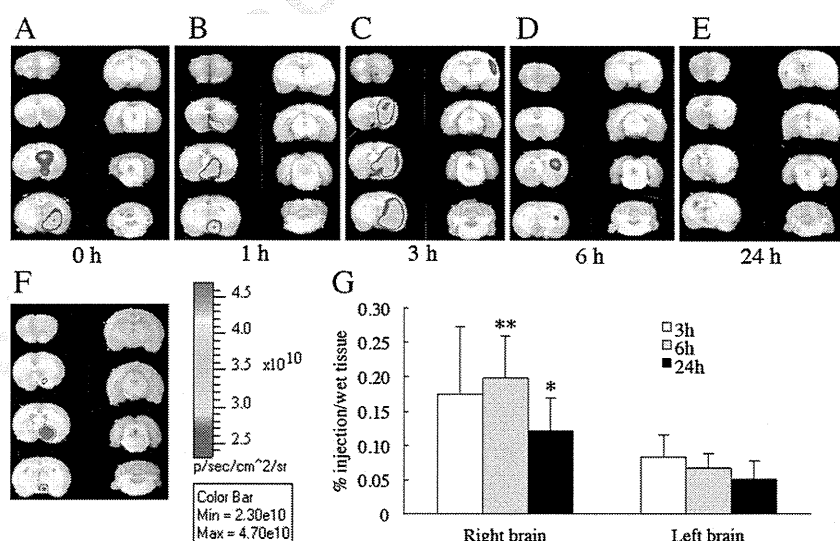 A B C D E
0 h 1 h 3 h 6 h 24 h
F
4.5
4.0
3.5 x10^10
3.0
2.5
p/sec/cm^2/sr
Color Bar
Min = 2.30e10
Max = 4.70e10
G
% injection/wet tissue
0.30
0.25
0.20
0.15
0.10
0.05
0
**
*
3h
6h
24h
Right brain Left brain